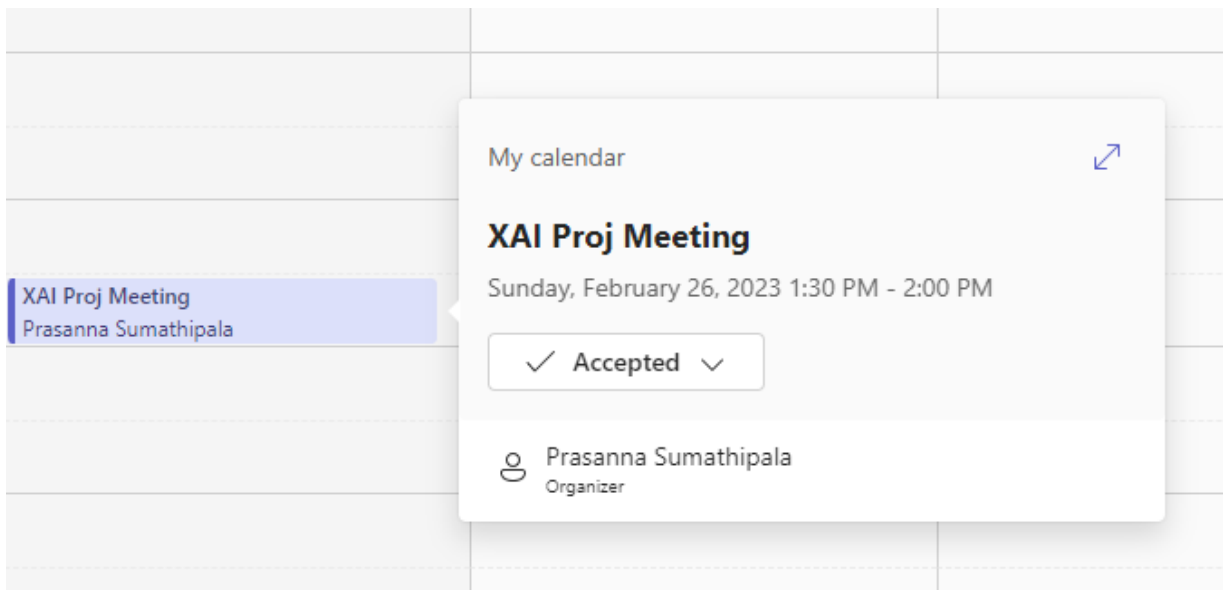 My calendar
XAI Proj Meeting
Sunday, February 26, 2023 1:30 PM - 2:00 PM
XAI Proj Meeting
Prasanna Sumathipala
Accepted
Prasanna Sumathipala
Organizer